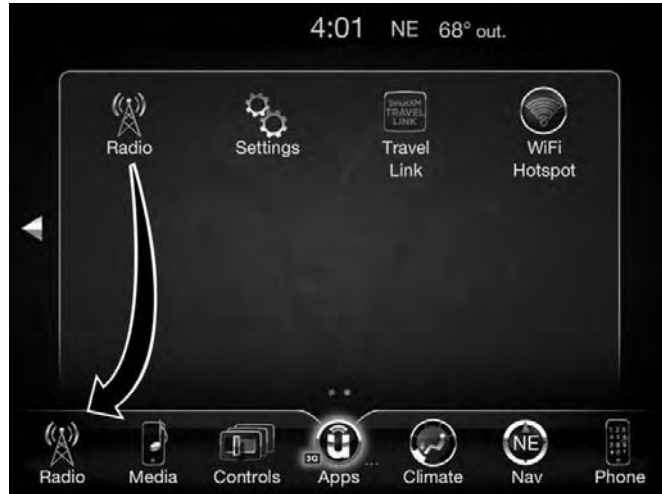 4:01 NE 68° out.
SiriusXM
TRAVEL
LINK
Radio Settings Travel WiFi
Link Hotspot
NE
3G
Radio Media Controls Apps Climate Nav Phone